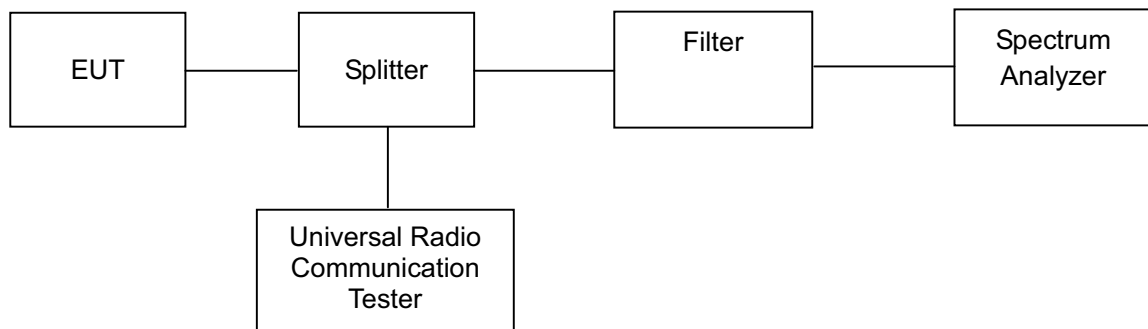 EUT
Splitter
Filter
Spectrum
Analyzer
Universal Radio
Communication
Tester